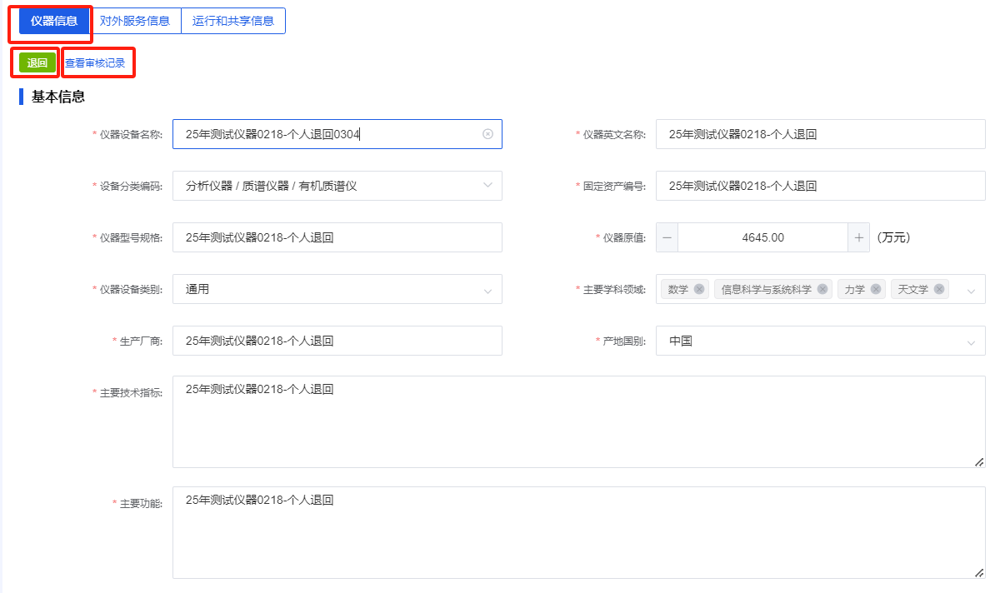 仪器信息 对外服务信息 运行和共享信息
退回 查看审核记录
基本信息
* 仪器设备名称: 25年测试仪器0218-个人退回0304 * 仪器英文名称: 25年测试仪器0218-个人退回
* 设备分类编码: 分析仪器 / 质谱仪器 / 有机质谱仪 * 固定资产编号: 25年测试仪器0218-个人退回
* 仪器型号规格: 25年测试仪器0218-个人退回 * 仪器原值: 4645.00 (万元)
* 仪器设备类别: 通用 * 主要学科领域: 数学 信息科学与系统科学 力学 天文学
* 生产厂商: 25年测试仪器0218-个人退回 * 产地国别: 中国
* 主要技术指标: 25年测试仪器0218-个人退回
* 主要功能: 25年测试仪器0218-个人退回